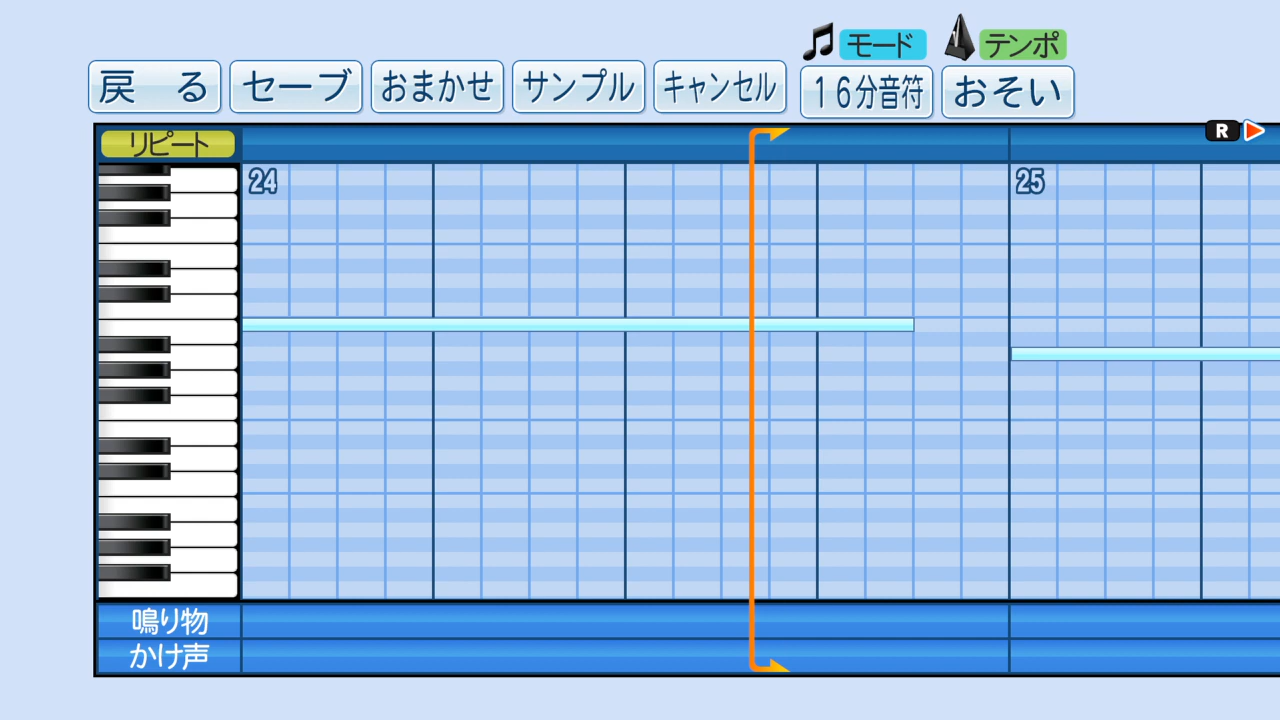 モード テンポ
戻る セーブ おまかせ サンプル キャンセル 16分音符 おそい
リピート R
24 25
鳴り物
かけ声